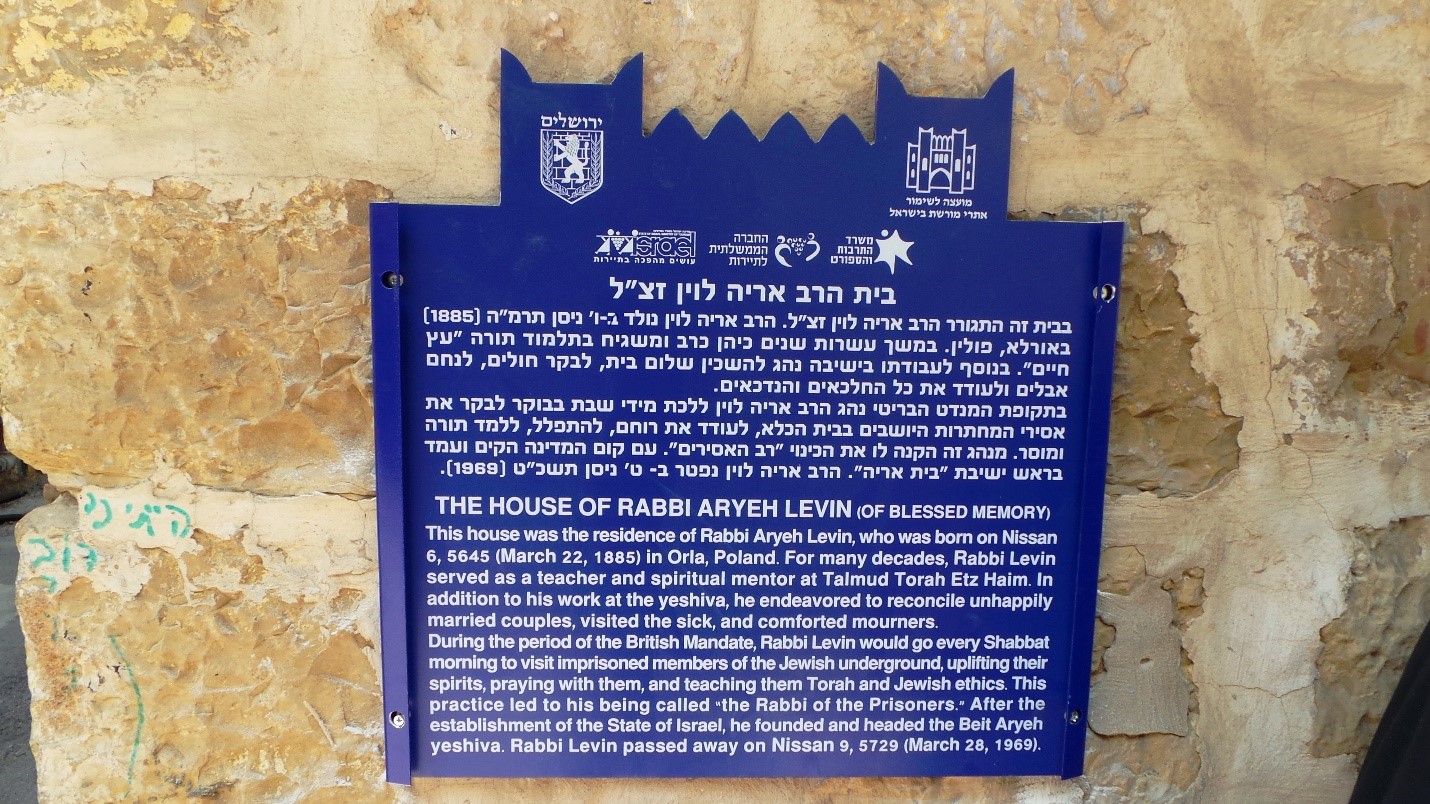 ירושלים
מועצה לשימור
אתרי מורשת בישראל
משרד
התרבות
והספורט
החברה
הממשלתית
לתיירות
israel
עושים מהפכה בתיירות
בית הרב אריה לוין זצ"ל
בבית זה התגורר הרב אריה לוין זצ"ל. הרב אריה לוין נולד ב-ו' ניסן תרמ"ה (1885)
באורלא, פולין. במשך עשרות שנים כיהן כרב ומשגיח בתלמוד תורה "עץ
חיים". בנוסף לעבודתו בישיבה נהג להשכין שלום בית, לבקר חולים, לנחם
אבלים ולעודד את כל החלכאים והנדכאים.
בתקופת המנדט הבריטי נהג הרב אריה לוין ללכת מידי שבת בבוקר לבקר את
אסירי המחתרות היושבים בבית הכלא, לעודד את רוחם, להתפלל, ללמד תורה
ומוסר. מנהג זה הקנה לו את הכינוי "רב האסירים". עם קום המדינה הקים ועמד
בראש ישיבת "בית אריה". הרב אריה לוין נפטר ב- ט' ניסן תשכ"ט (1969).
THE HOUSE OF RABBI ARYEH LEVIN (OF BLESSED MEMORY)
This house was the residence of Rabbi Aryeh Levin, who was born on Nissan
6, 5645 (March 22, 1885) in Orla, Poland. For many decades, Rabbi Levin
served as a teacher and spiritual mentor at Talmud Torah Etz Haim. In
addition to his work at the yeshiva, he endeavored to reconcile unhappily
married couples, visited the sick, and comforted mourners.
During the period of the British Mandate, Rabbi Levin would go every Shabbat
morning to visit imprisoned members of the Jewish underground, uplifting their
spirits, praying with them, and teaching them Torah and Jewish ethics. This
practice led to his being called "the Rabbi of the Prisoners." After the
establishment of the State of Israel, he founded and headed the Beit Aryeh
yeshiva. Rabbi Levin passed away on Nissan 9, 5729 (March 28, 1969).